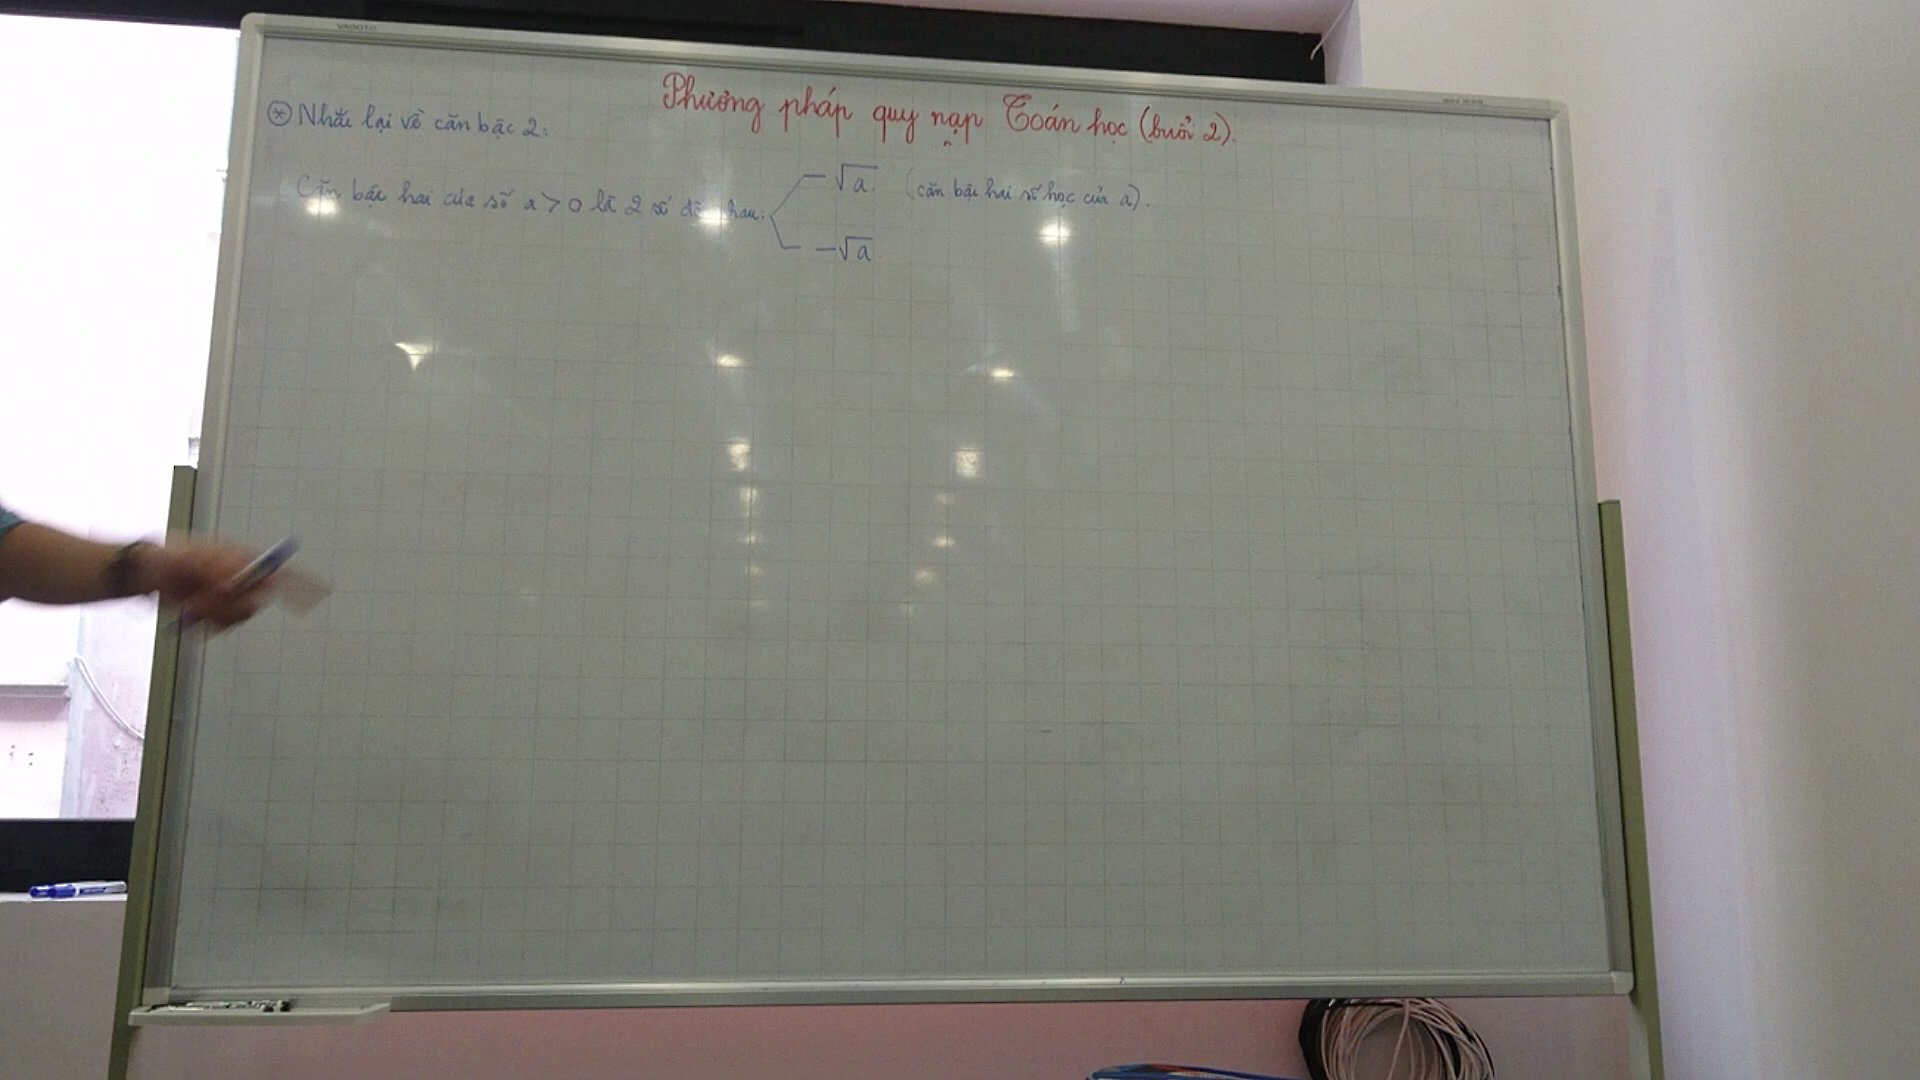 Phương pháp quy nạp Toán học (buổi 2).
* Nhắc lại về căn bậc 2:
Căn bậc hai của số a > 0 là 2 số đối nhau:
√a (căn bậc hai số học của a).
-√a